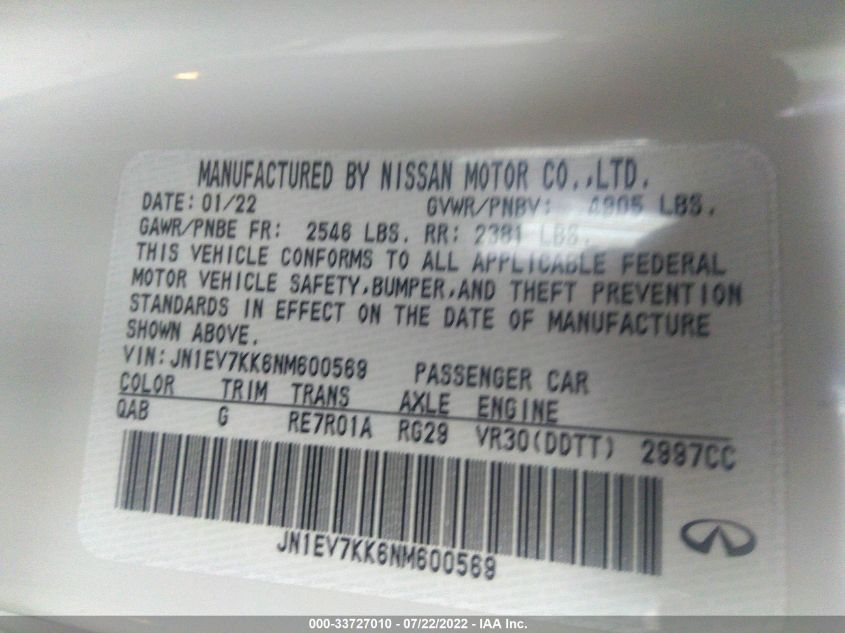 MANUFACTURED BY NISSAN MOTOR CO.,LTD.
DATE: 01/22 GVWR/PNBV: 4905 LBS.
GAWR/PNBE FR: 2546 LBS. RR: 2381 LBS.
THIS VEHICLE CONFORMS TO ALL APPLICABLE FEDERAL
MOTOR VEHICLE SAFETY,BUMPER,AND THEFT PREVENTION
STANDARDS IN EFFECT ON THE DATE OF MANUFACTURE
SHOWN ABOVE.
VIN: JN1EV7KK6NM600569 PASSENGER CAR
COLOR TRIM TRANS AXLE ENGINE
QAB G RE7R01A RG29 VR30(DDTT) 2997CC
JN1EV7KK6NM600569
000-33727010 - 07/22/2022 - IAA Inc.